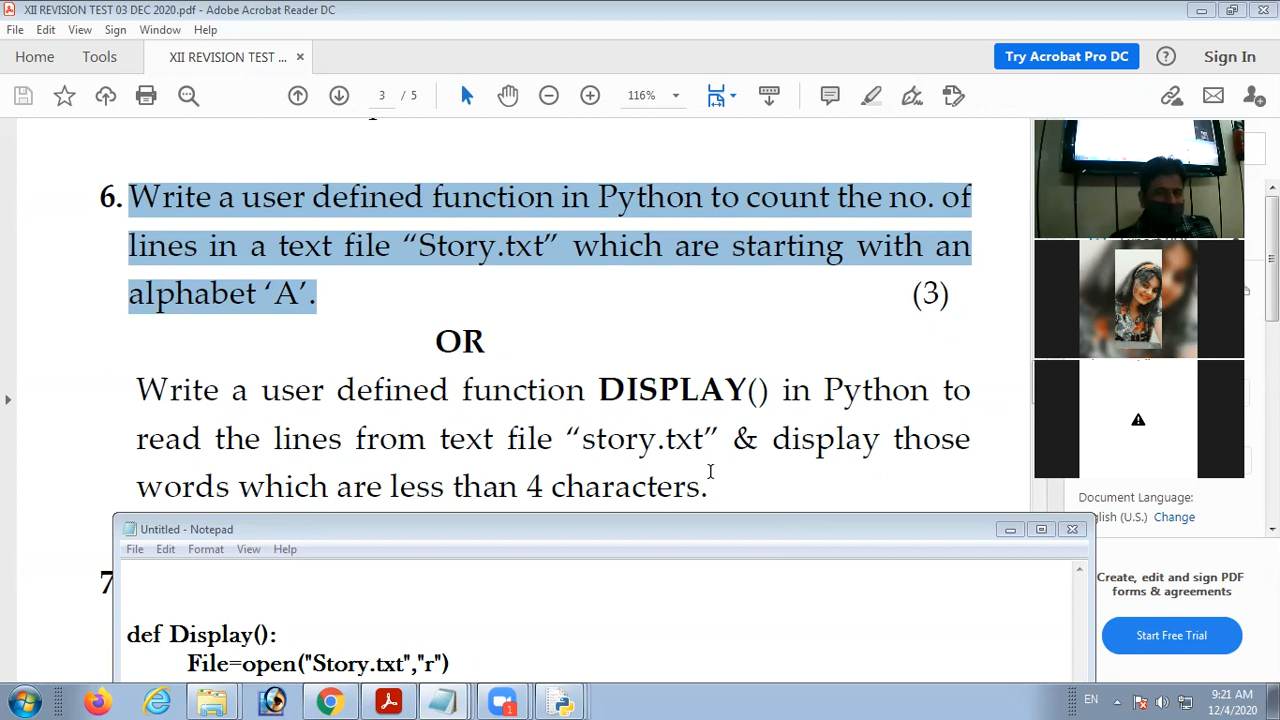 XII REVISION TEST 03 DEC 2020.pdf - Adobe Acrobat Reader DC
File Edit View Sign Window Help
Home Tools XII REVISION TEST ... × Try Acrobat Pro DC Sign In
3 / 5 116%
6. Write a user defined function in Python to count the no. of
lines in a text file “Story.txt” which are starting with an
alphabet ‘A’. (3)
OR
Write a user defined function DISPLAY() in Python to
read the lines from text file “story.txt” & display those
words which are less than 4 characters.
Document Language:
English (U.S.) Change
Untitled - Notepad
File Edit Format View Help
7
Create, edit and sign PDF
forms & agreements
Start Free Trial
def Display():
File=open("Story.txt","r")
EN 9:21 AM
12/4/2020